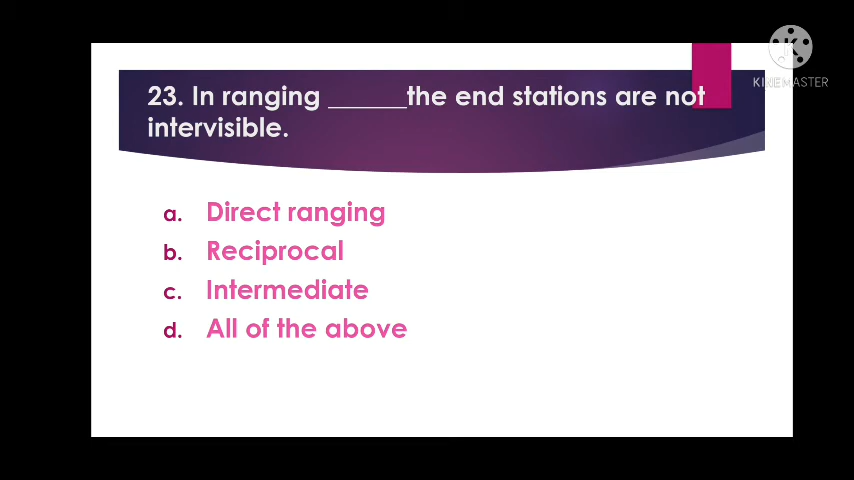 23. In ranging ______the end stations are not
intervisible.
a. Direct ranging
b. Reciprocal
c. Intermediate
d. All of the above
K
KINEMASTER